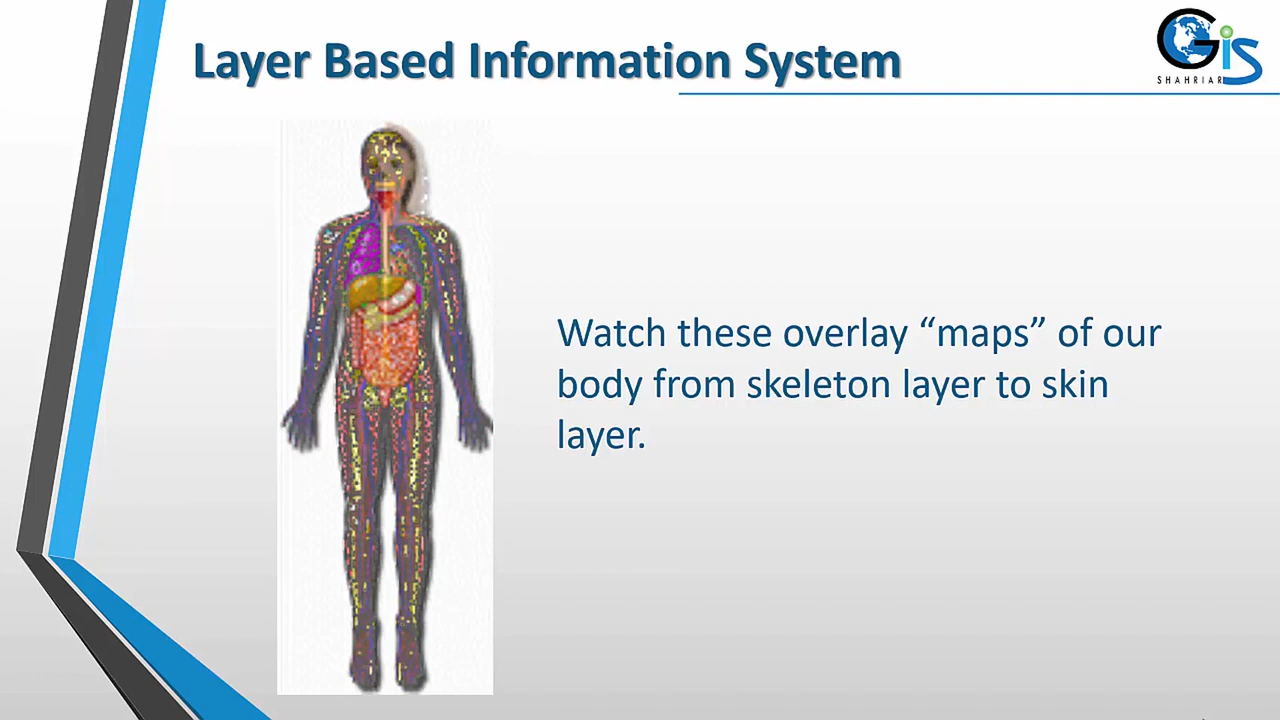 Layer Based Information System
GIS
SHAHRIAR
Watch these overlay “maps” of our
body from skeleton layer to skin
layer.